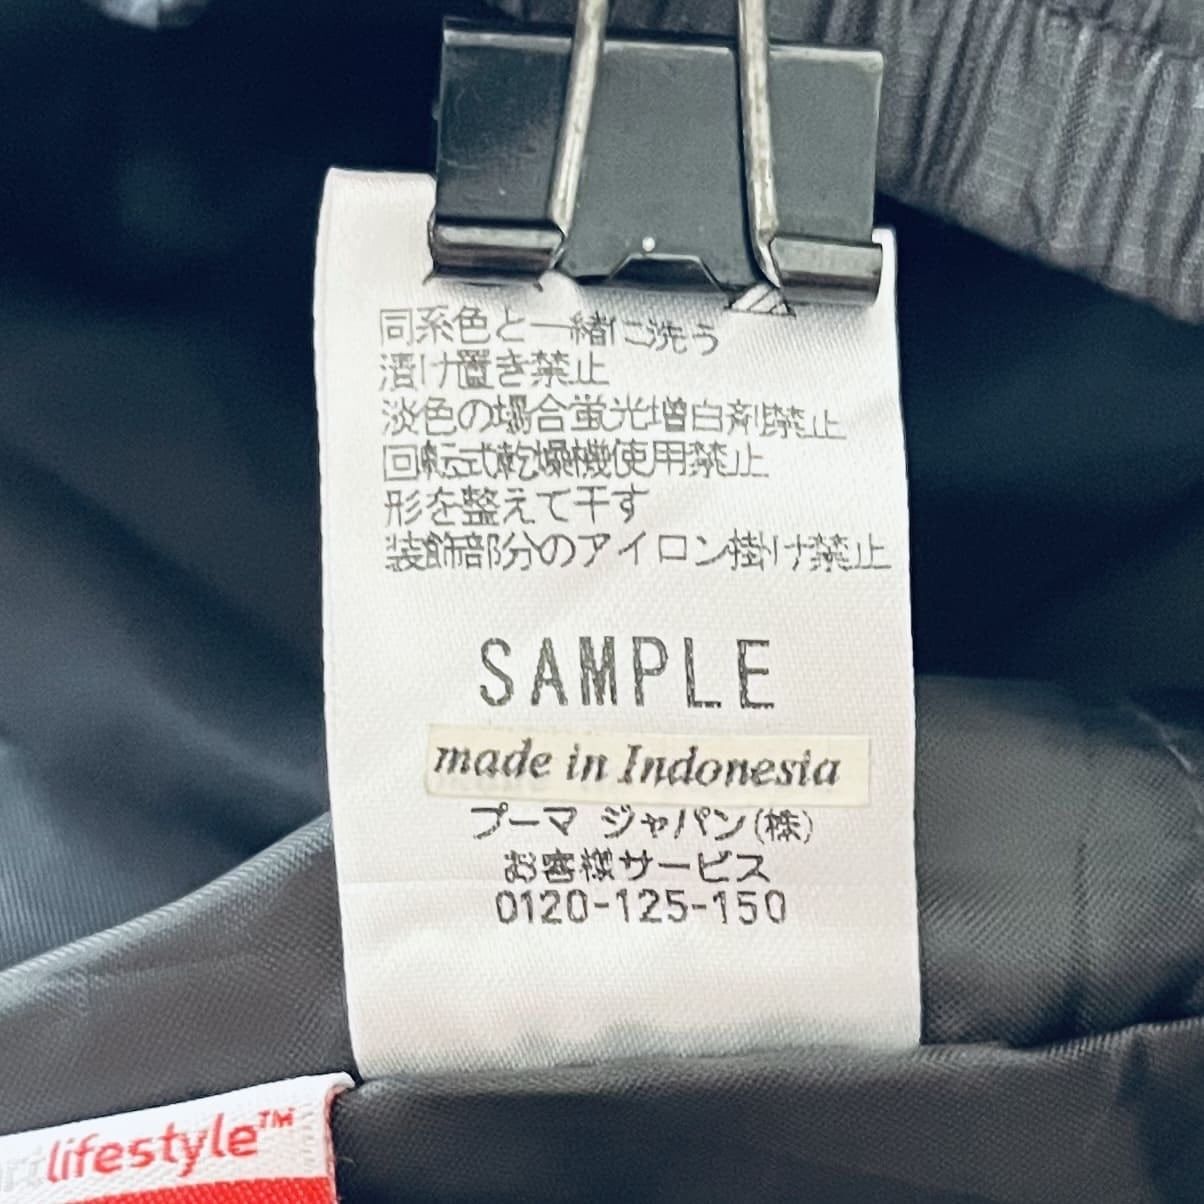 同系色と一緒に洗う
漬け置き禁止
淡色の場合蛍光増白剤禁止
回転式乾燥機使用禁止
形を整えて干す
装飾部分のアイロン掛け禁止
SAMPLE
made in Indonesia
プーマ ジャパン(株)
お客様サービス
0120-125-150
lifestyle™